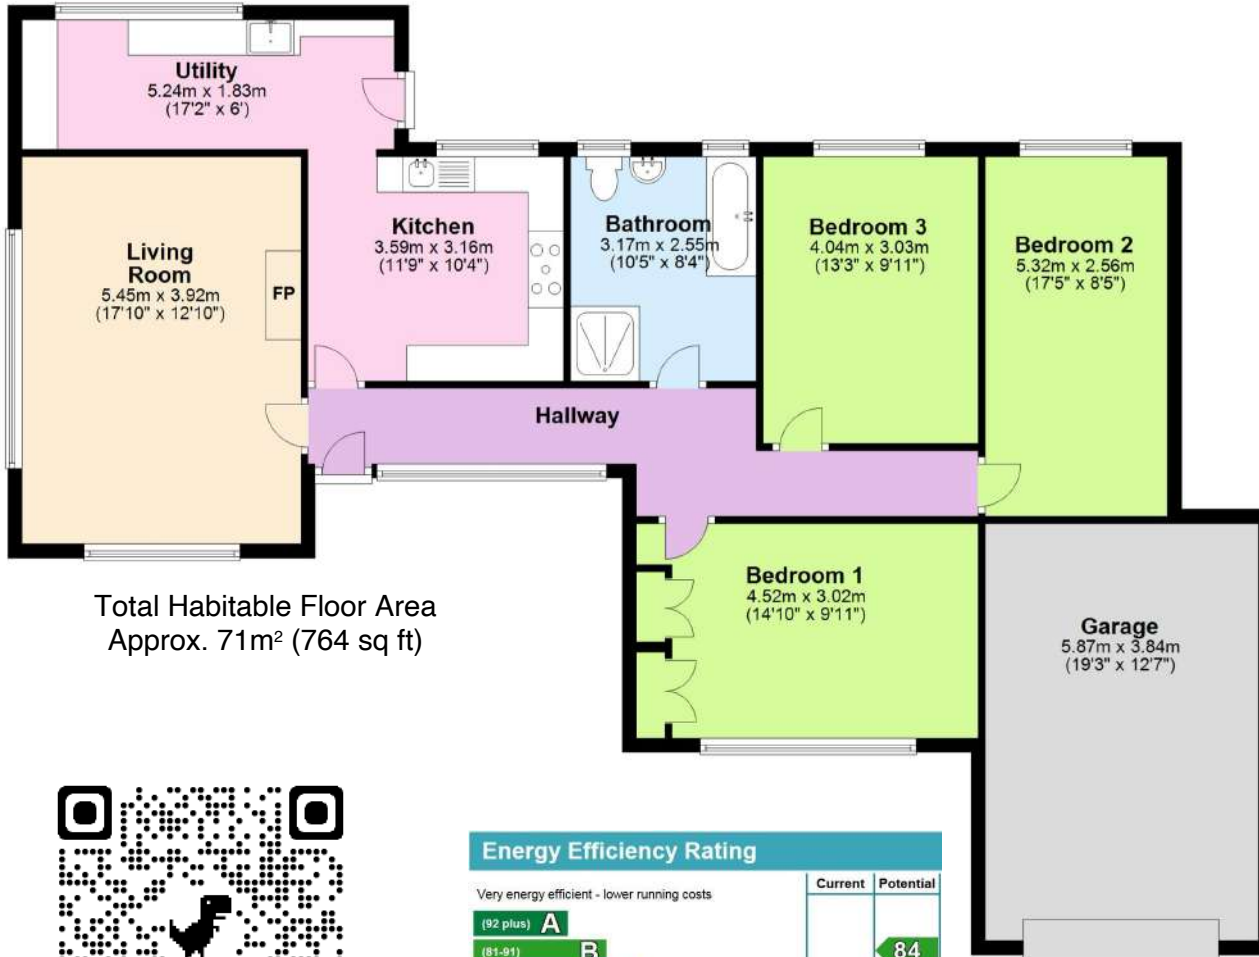 Utility
5.24m x 1.83m
(17'2" x 6')
Kitchen
3.59m x 3.16m
(11'9" x 10'4")
Bathroom
3.17m x 2.55m
(10'5" x 8'4")
Bedroom 3
4.04m x 3.03m
(13'3" x 9'11")
Bedroom 2
5.32m x 2.56m
(17'5" x 8'5")
Living
Room
5.45m x 3.92m
(17'10" x 12'10")
FP
Hallway
Bedroom 1
4.52m x 3.02m
(14'10" x 9'11")
Garage
5.87m x 3.84m
(19'3" x 12'7")
Total Habitable Floor Area
Approx. 71m² (764 sq ft)
Energy Efficiency Rating
Current Potential
Very energy efficient - lower running costs
(92 plus) A
(81-91) B
84